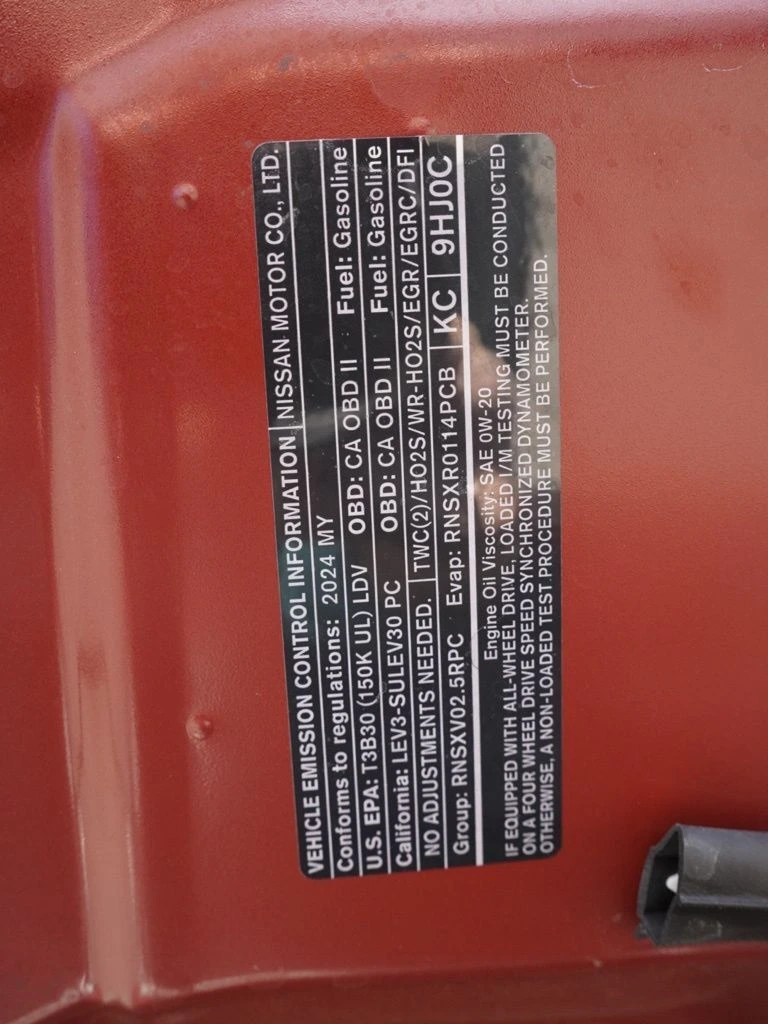 VEHICLE EMISSION CONTROL INFORMATION NISSAN MOTOR CO., LTD.
Conforms to regulations: 2024 MY
U.S. EPA: T3B30 (150K UL) LDV OBD: CA OBD II Fuel: Gasoline
California: LEV3-SULEV30 PC OBD: CA OBD II Fuel: Gasoline
NO ADJUSTMENTS NEEDED. TWC(2)/HO2S/WR-HO2S/EGR/EGRC/DFI
Group: RNSXV02.5RPC Evap: RNSXR0114PCB KC 9HJ0C
Engine Oil Viscosity: SAE 0W-20
IF EQUIPPED WITH ALL-WHEEL DRIVE, LOADED I/M TESTING MUST BE CONDUCTED
ON A FOUR WHEEL DRIVE SPEED SYNCHRONIZED DYNAMOMETER.
OTHERWISE, A NON-LOADED TEST PROCEDURE MUST BE PERFORMED.